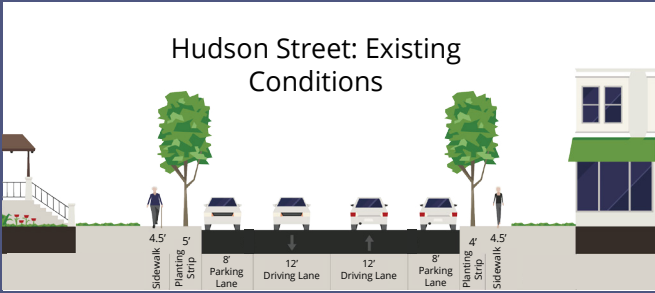 Hudson Street: Existing
Conditions
4.5’
Sidewalk
5’
Planting
Strip
8’
Parking
Lane
12’
Driving Lane
12’
Driving Lane
8’
Parking
Lane
4’
Planting
Strip
4.5’
Sidewalk